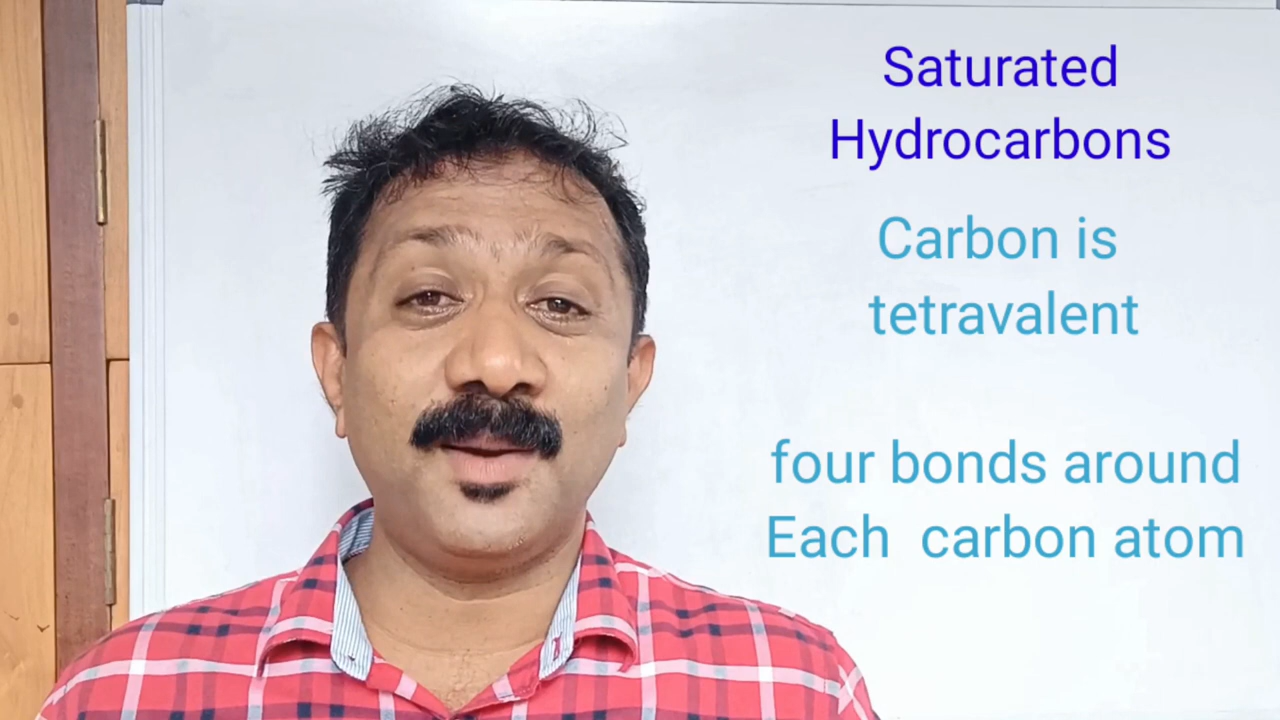 Saturated
Hydrocarbons
Carbon is
tetravalent
four bonds around
Each carbon atom